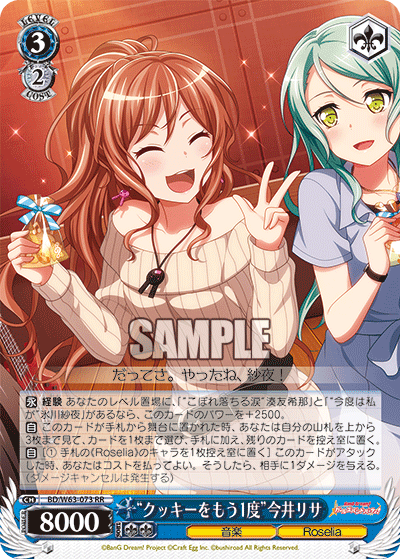 LEVEL
3
2
COST
SAMPLE
だってさ。やったね、紗夜！
永 経験 あなたのレベル置場に、「“こぼれ落ちる涙”湊友希那」と「“今度は私
が”氷川紗夜」があるなら、このカードのパワーを＋2500。
自 このカードが手札から舞台に置かれた時、あなたは自分の山札を上から
3枚まで見て、カードを1枚まで選び、手札に加え、残りのカードを控え室に置く。
自 [① 手札の《Roselia》のキャラを1枚控え室に置く] このカードがアタッ
クした時、あなたはコストを払ってよい。そうしたら、相手に1ダメージを与える。
（ダメージキャンセルは発生する）
CH
BD/W63-073 RR
8000
“クッキーをもう1度”今井リサ
音楽
Roselia
©BanG Dream! Project ©Craft Egg Inc. ©bushiroad All Rights Reserved.